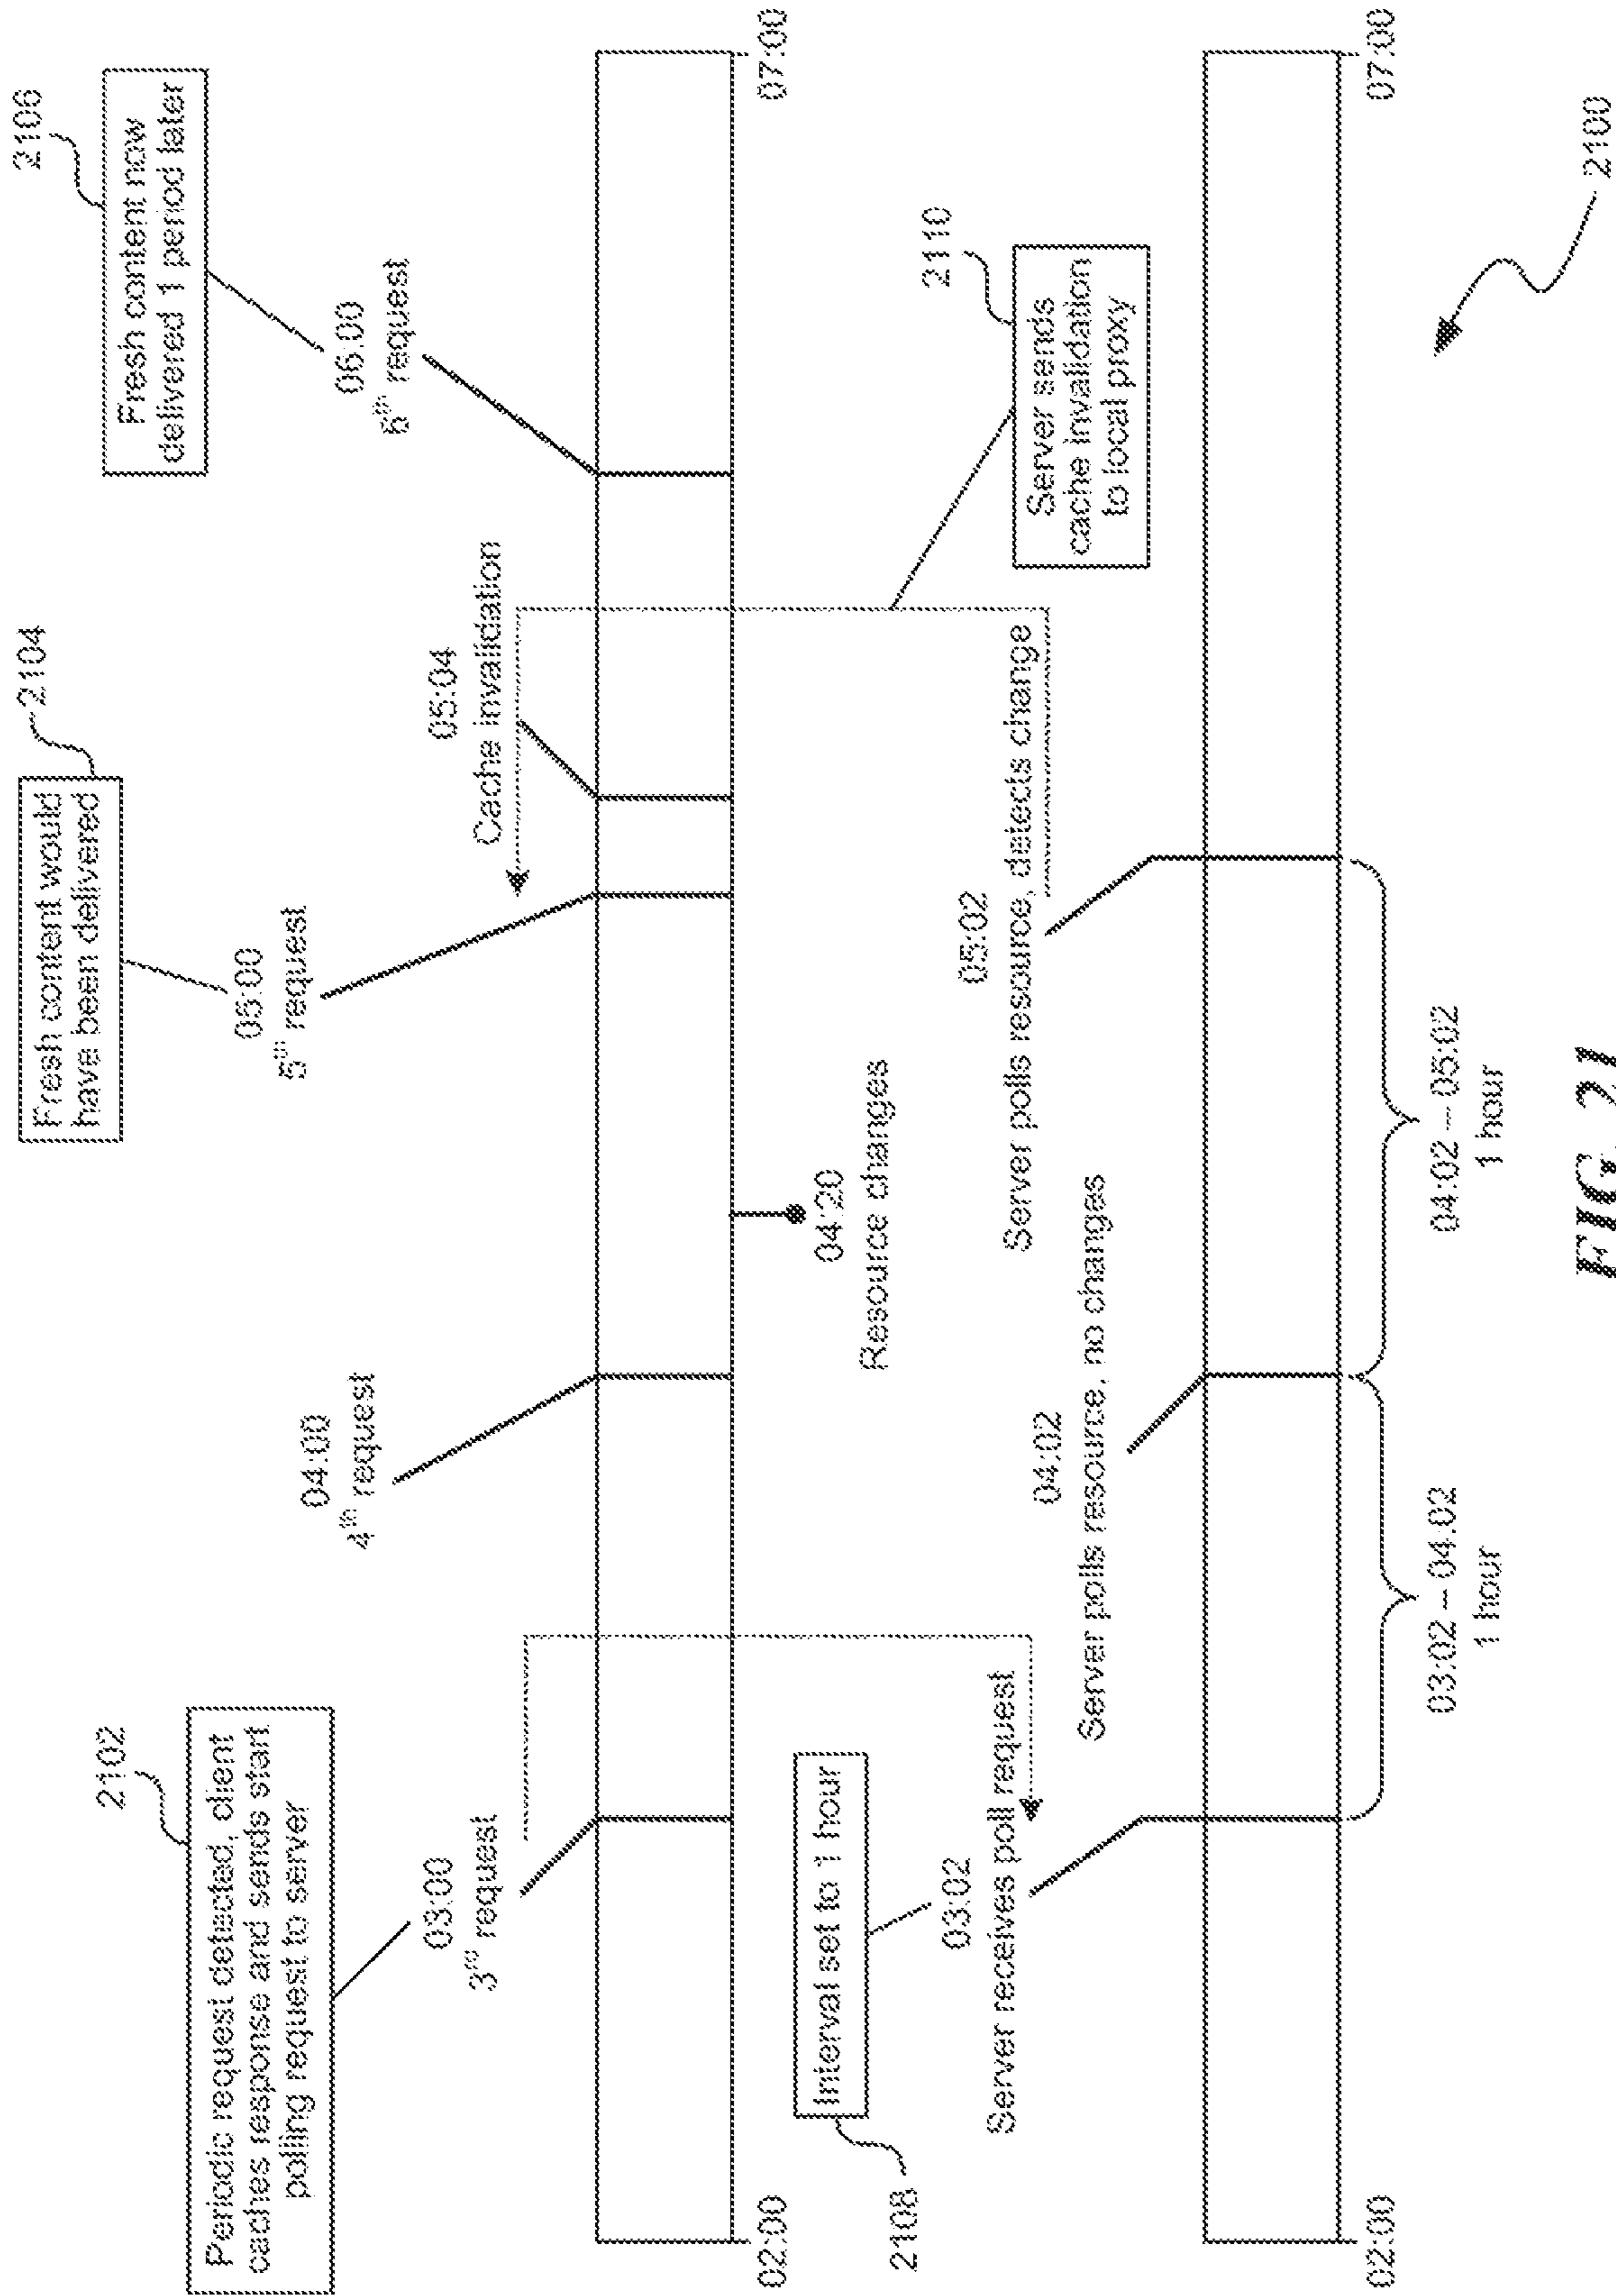 2102
Periodic request detected, client
caches response and sends start
polling request to server
2104
Fresh content would
have been delivered
2106
Fresh content now
delivered 1 period later
03:00
3rd request
04:00
4th request
05:00
5th request
05:04
Cache invalidation
06:00
6th request
02:00
07:00
04:20
Resource changes
2108
Interval set to 1 hour
03:02
Server receives poll request
04:02
Server polls resource, no changes
05:02
Server polls resource, detects change
2110
Server sends
cache invalidation
to local proxy
02:00
07:00
03:02 – 04:02
1 hour
04:02 – 05:02
1 hour
2100
FIG. 21